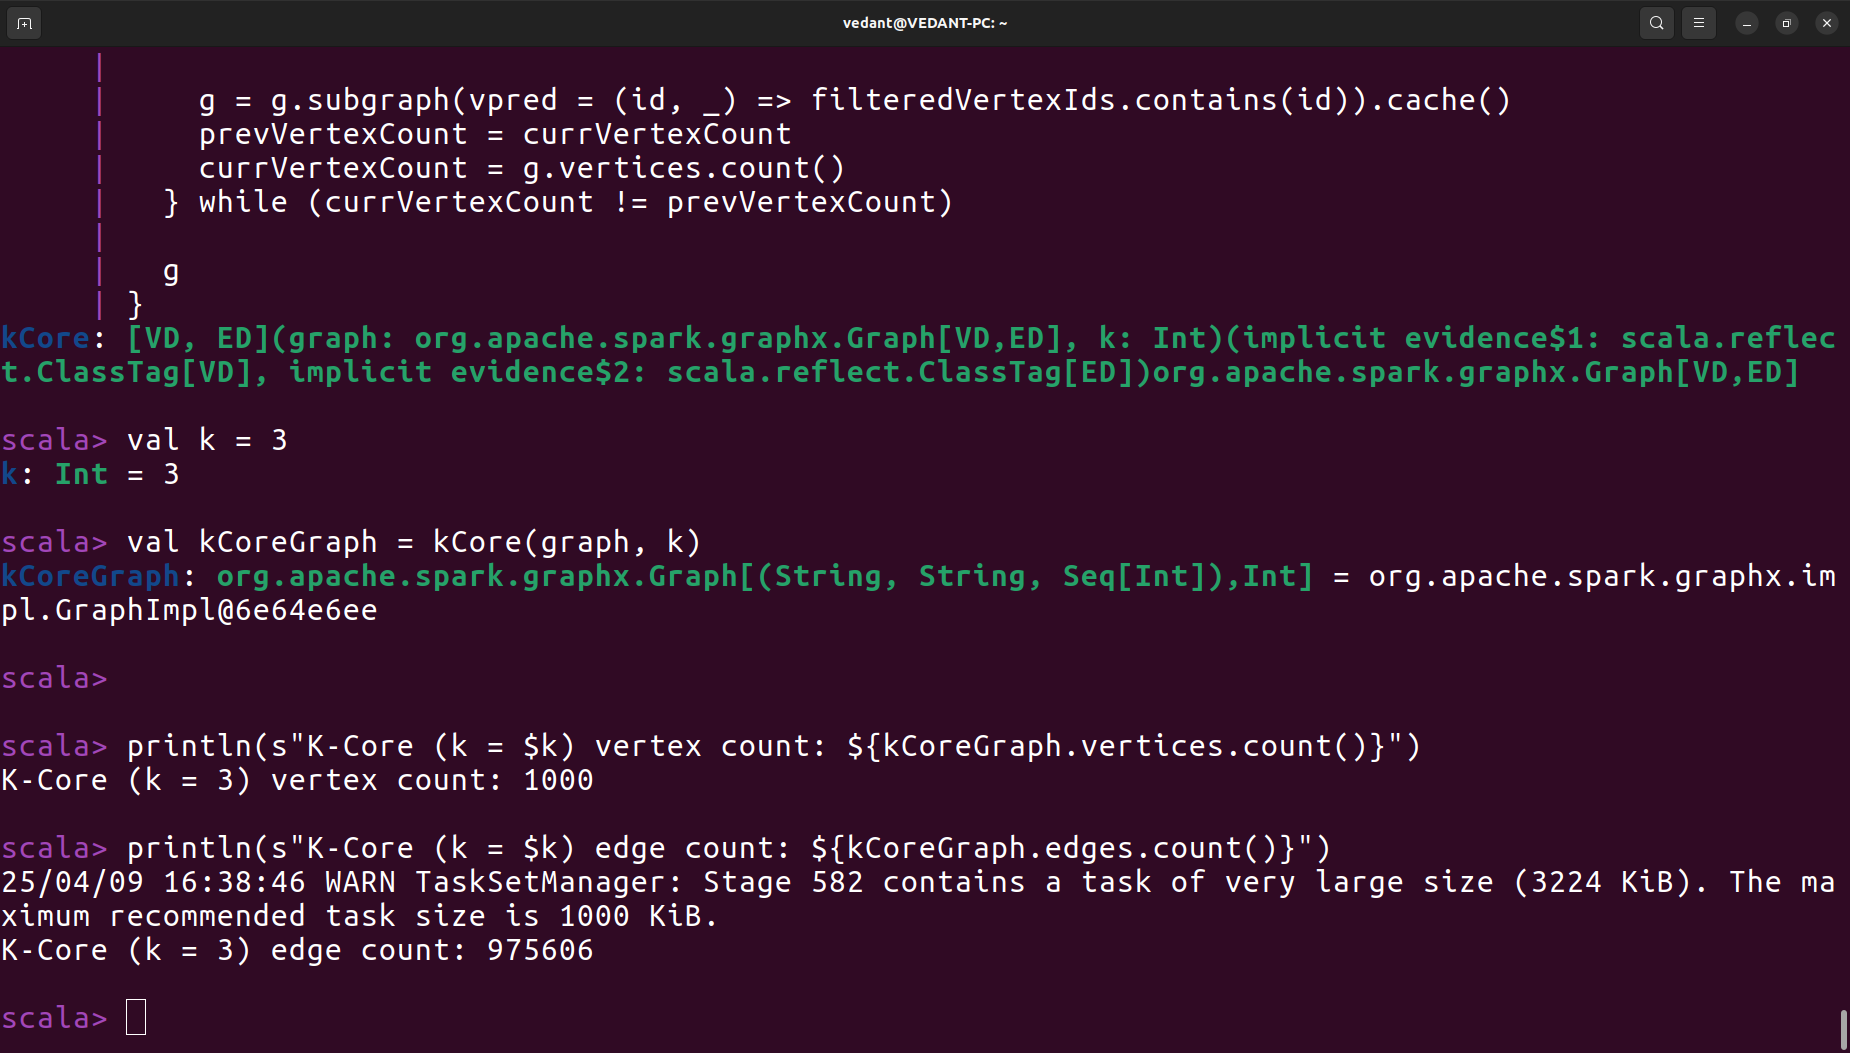 vedant@VEDANT-PC: ~
|
|     g = g.subgraph(vpred = (id, _) => filteredVertexIds.contains(id)).cache()
|     prevVertexCount = currVertexCount
|     currVertexCount = g.vertices.count()
|   } while (currVertexCount != prevVertexCount)
|
|   g
| }
kCore: [VD, ED](graph: org.apache.spark.graphx.Graph[VD,ED], k: Int)(implicit evidence$1: scala.reflec
t.ClassTag[VD], implicit evidence$2: scala.reflect.ClassTag[ED])org.apache.spark.graphx.Graph[VD,ED]
scala> val k = 3
k: Int = 3
scala> val kCoreGraph = kCore(graph, k)
kCoreGraph: org.apache.spark.graphx.Graph[(String, String, Seq[Int]),Int] = org.apache.spark.graphx.im
pl.GraphImpl@6e64e6ee
scala>
scala> println(s"K-Core (k = $k) vertex count: ${kCoreGraph.vertices.count()}")
K-Core (k = 3) vertex count: 1000
scala> println(s"K-Core (k = $k) edge count: ${kCoreGraph.edges.count()}")
25/04/09 16:38:46 WARN TaskSetManager: Stage 582 contains a task of very large size (3224 KiB). The ma
ximum recommended task size is 1000 KiB.
K-Core (k = 3) edge count: 975606
scala>